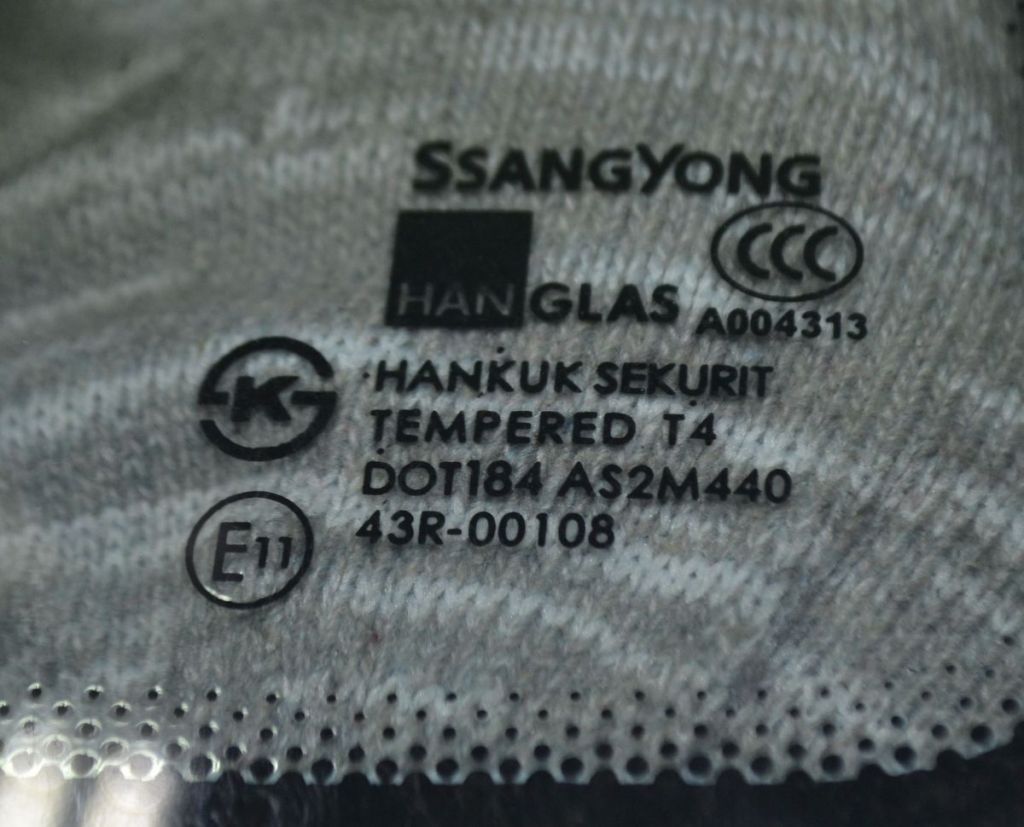 SSANGYONG
CCC
HANGLAS
A004313
K
HANKUK SEKURIT
TEMPERED T4
DOT184 AS2M440
43R-00108
E11